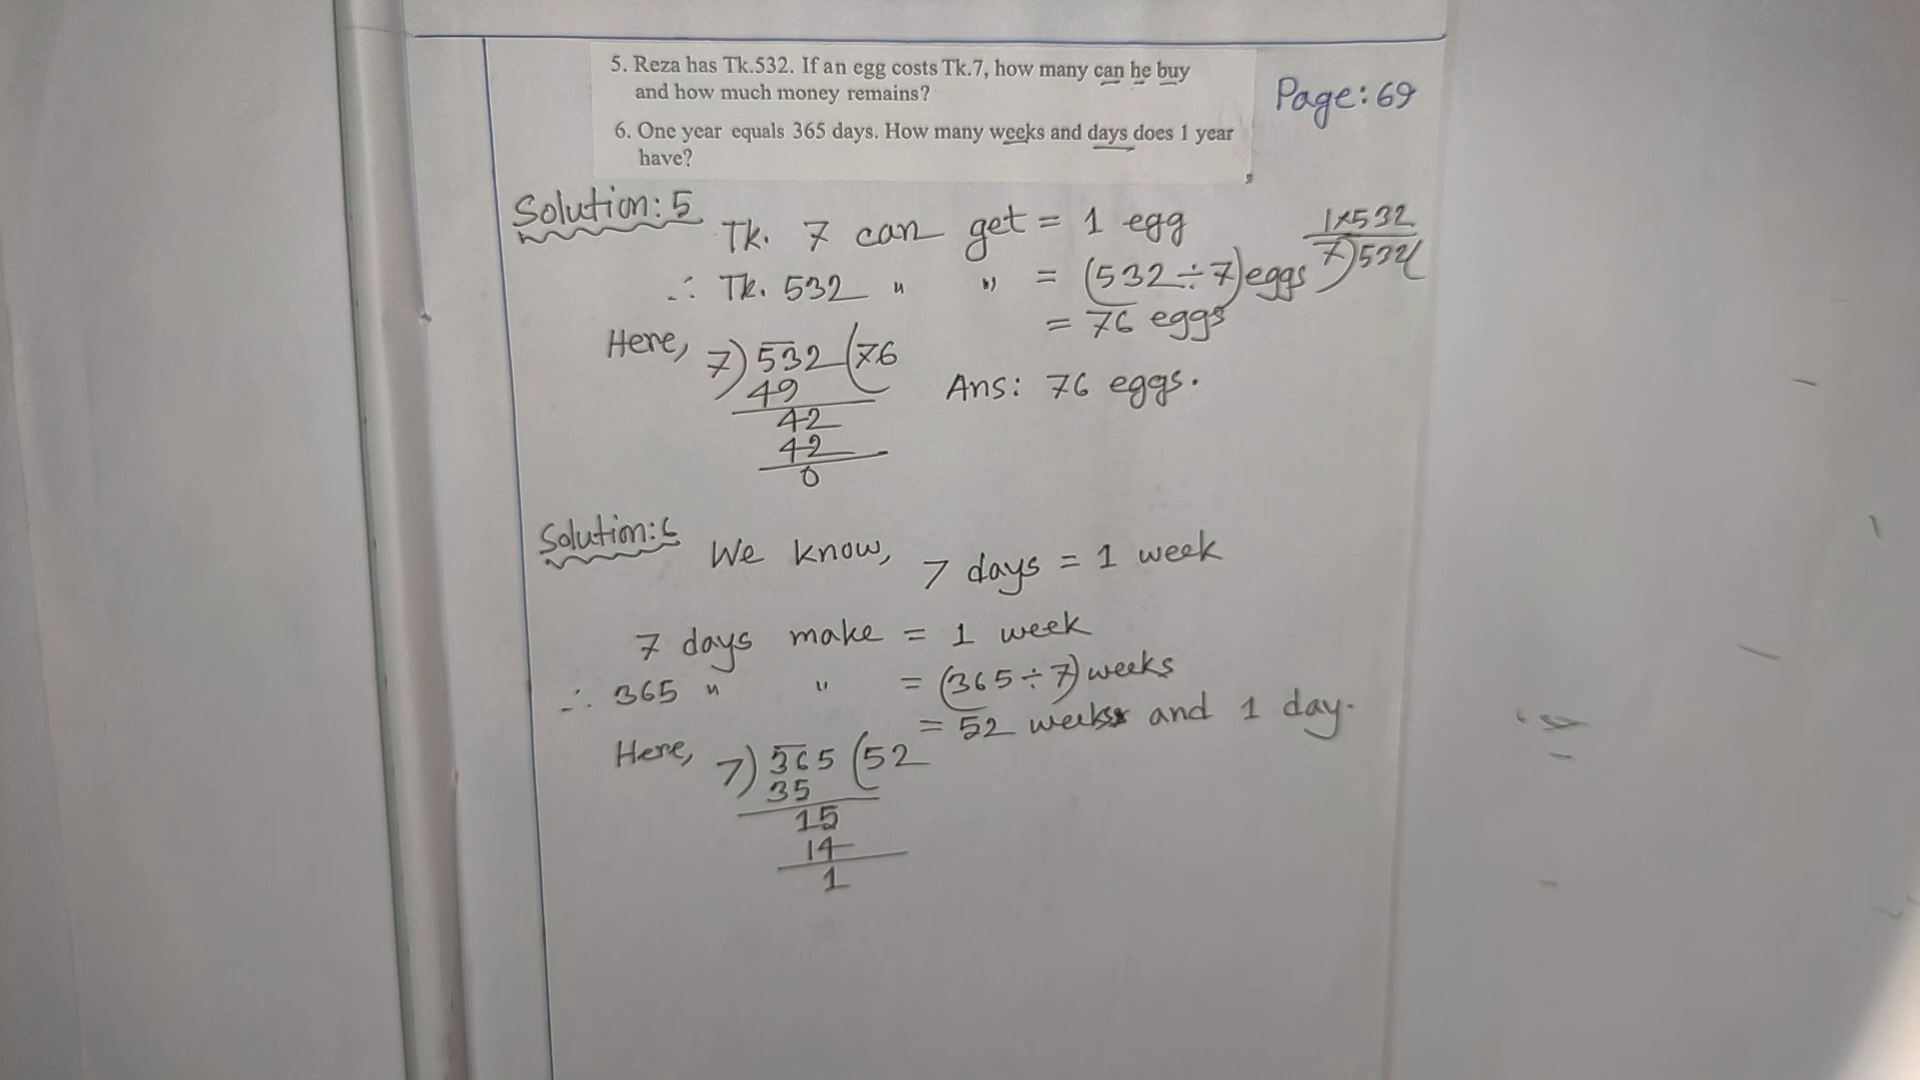 5. Reza has Tk.532. If an egg costs Tk.7, how many can he buy
and how much money remains?
Page: 69
6. One year equals 365 days. How many weeks and days does 1 year
have?
Solution: 5
Tk. 7 can get = 1 egg
1×532
7)532(
∴ Tk. 532 " " = (532÷7)eggs
= 76 eggs
Here, 7)532(76
49
42
42
0
Ans: 76 eggs.
Solution: 6
We know, 7 days = 1 week
7 days make = 1 week
∴ 365 " " = (365÷7) weeks
= 52 weeks and 1 day.
Here, 7)365(52
35
15
14
1